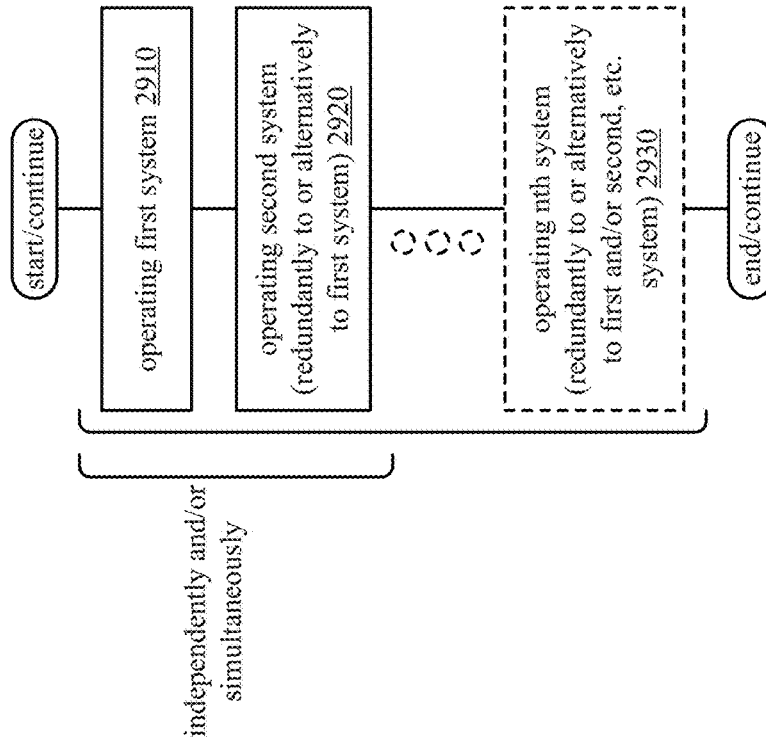 start/continue
operating first system 2910
operating second system
(redundantly to or alternatively
to first system) 2920
operating nth system
(redundantly to or alternatively
to first and/or second, etc.
system) 2930
end/continue
independently and/or
simultaneously